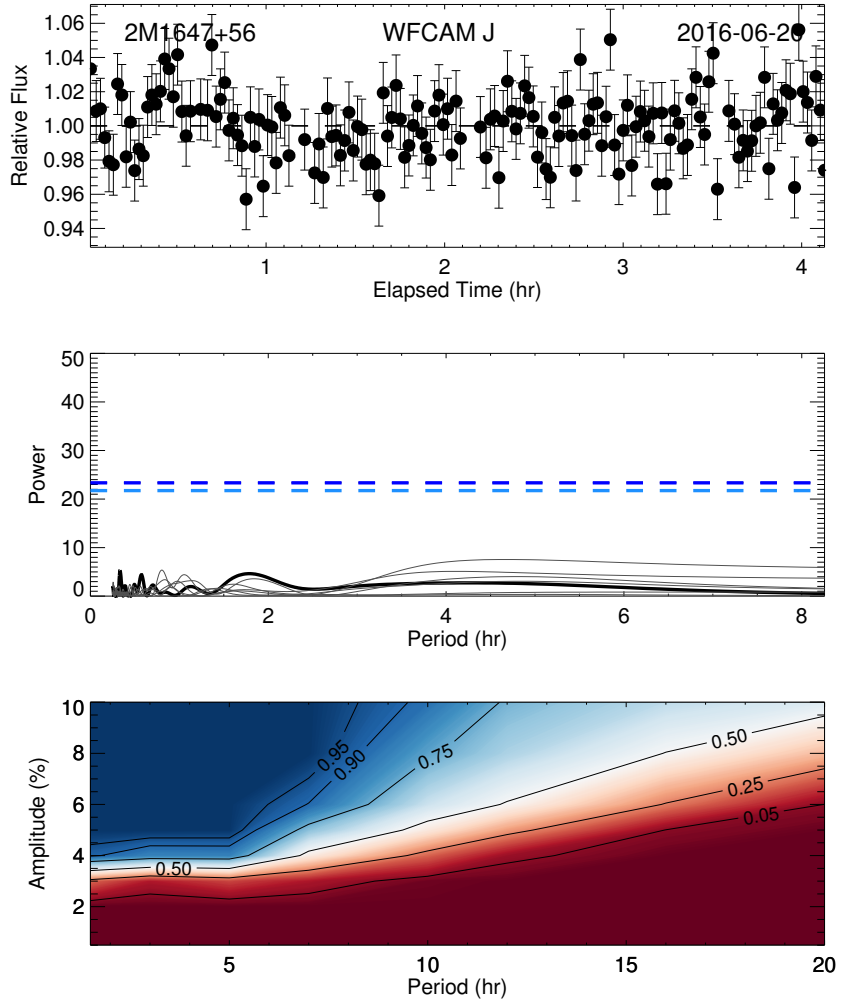 2M1647+56 WFCAM J 2016-06-20
1.06
1.04
1.02
1.00
0.98
0.96
0.94
Relative Flux
1 2 3 4
Elapsed Time (hr)
50
40
30
20
10
0
Power
0 2 4 6 8
Period (hr)
10
8
6
4
2
Amplitude (%)
0.95
0.90
0.75
0.50
0.25
0.05
0.50
5 10 15 20
Period (hr)